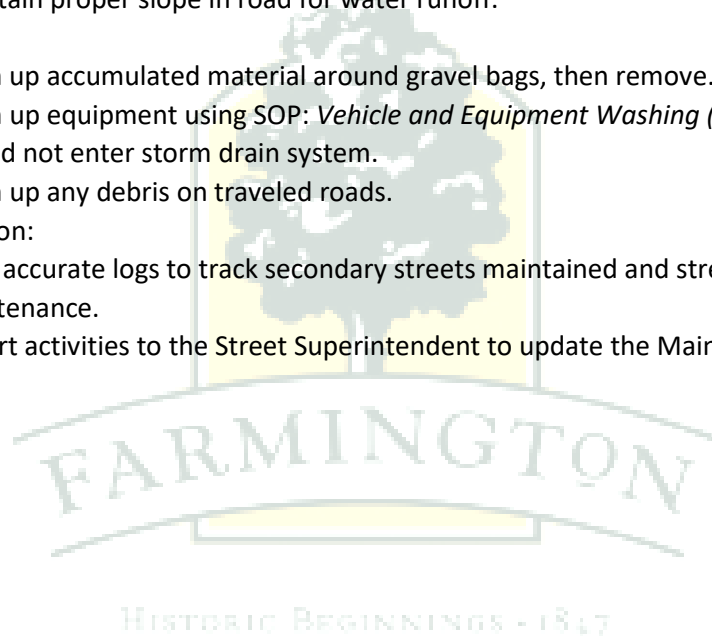 tain proper slope in road for water runoff.
up accumulated material around gravel bags, then remove.
up equipment using SOP: Vehicle and Equipment Washing (
d not enter storm drain system.
up any debris on traveled roads.
on:
accurate logs to track secondary streets maintained and stre
tenance.
rt activities to the Street Superintendent to update the Main
FARMINGTON
HISTORIC BEGINNINGS • 1847